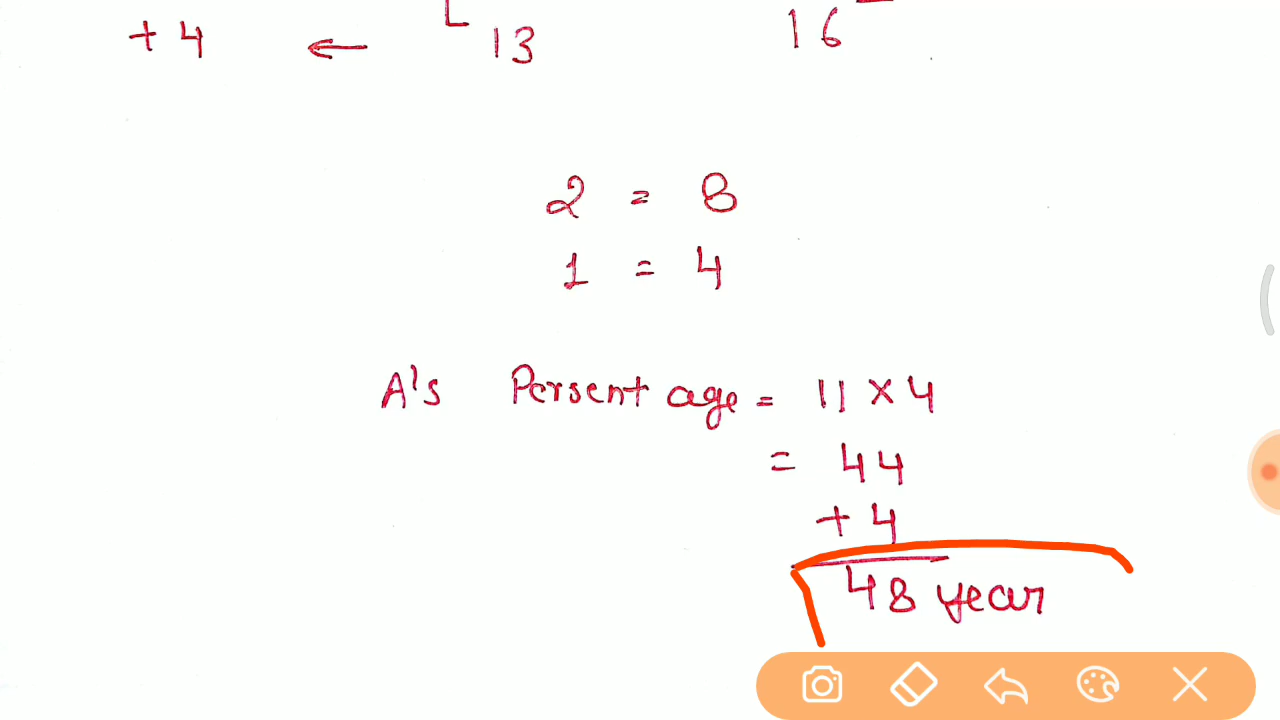 + 4 ← 13 16
2 = 8
1 = 4
A's Persent age = 11 × 4
= 44
+ 4
48 year